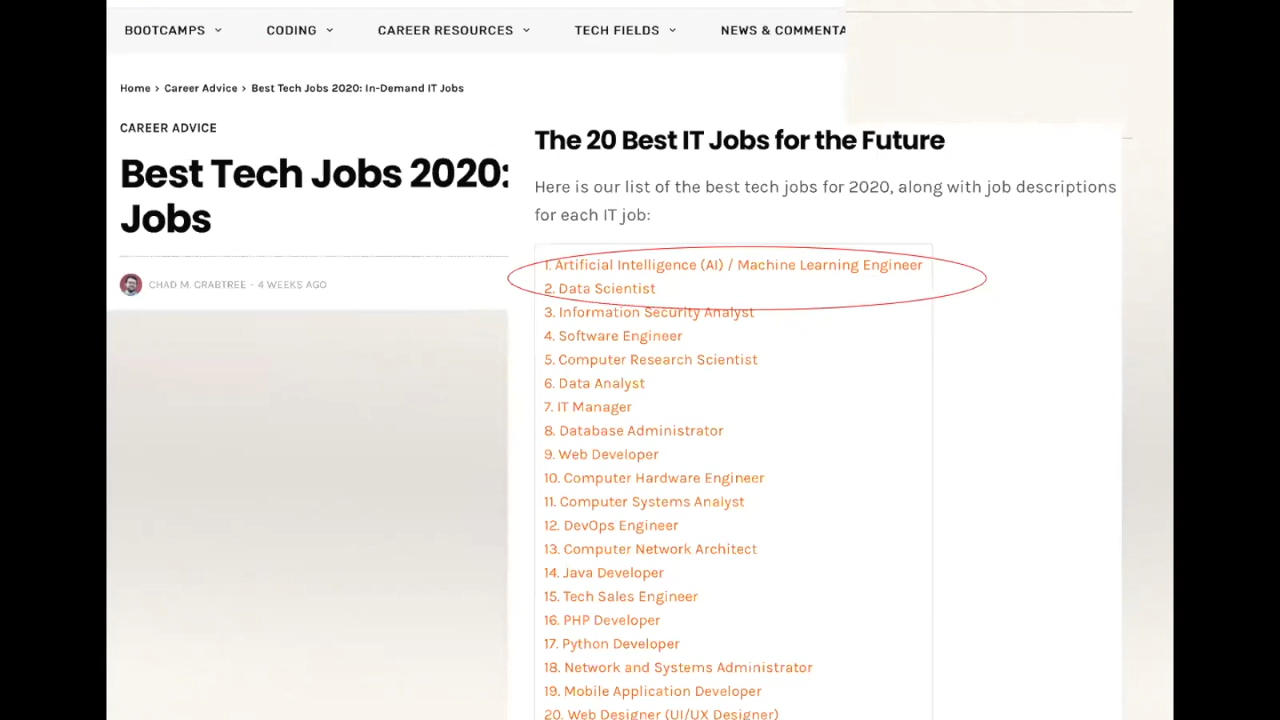 BOOTCAMPS CODING CAREER RESOURCES TECH FIELDS NEWS & COMMENTA
Home › Career Advice › Best Tech Jobs 2020: In-Demand IT Jobs
CAREER ADVICE
Best Tech Jobs 2020:
Jobs
CHAD M. CRABTREE - 4 WEEKS AGO
The 20 Best IT Jobs for the Future
Here is our list of the best tech jobs for 2020, along with job descriptions
for each IT job:
1. Artificial Intelligence (AI) / Machine Learning Engineer
2. Data Scientist
3. Information Security Analyst
4. Software Engineer
5. Computer Research Scientist
6. Data Analyst
7. IT Manager
8. Database Administrator
9. Web Developer
10. Computer Hardware Engineer
11. Computer Systems Analyst
12. DevOps Engineer
13. Computer Network Architect
14. Java Developer
15. Tech Sales Engineer
16. PHP Developer
17. Python Developer
18. Network and Systems Administrator
19. Mobile Application Developer
20. Web Designer (UI/UX Designer)